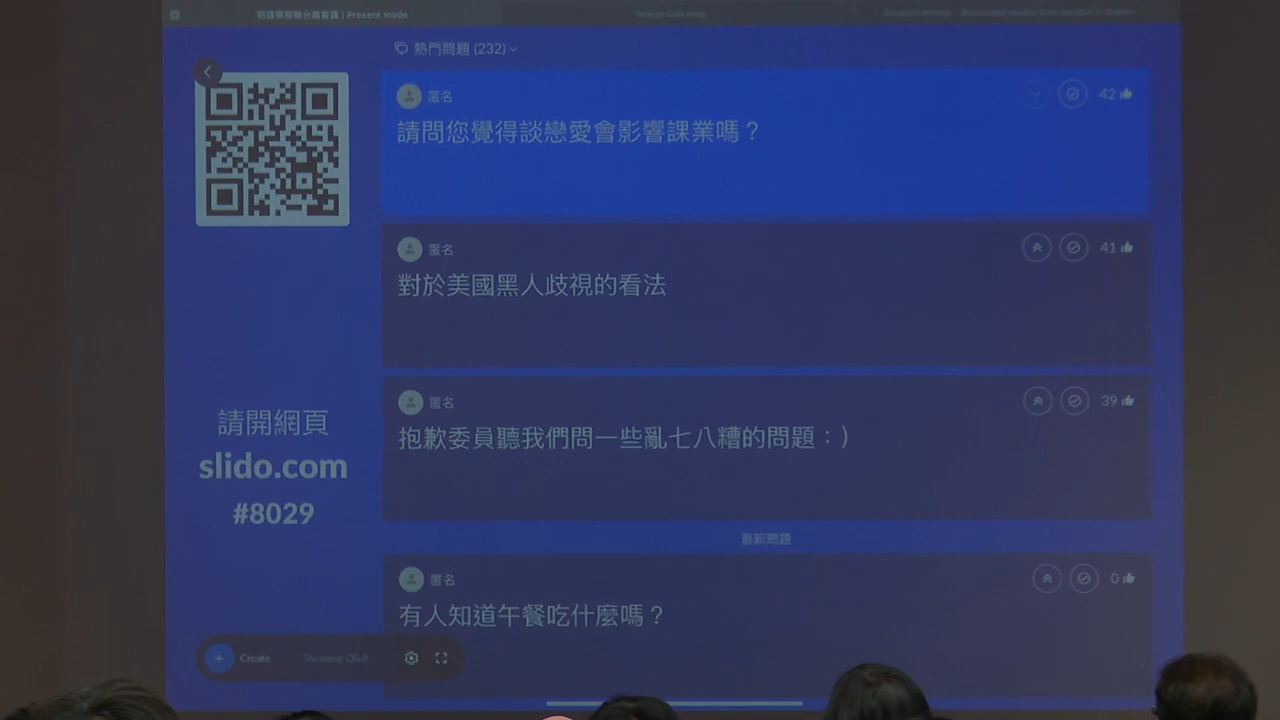 Present mode
熱門問題 (232)
匿名
42
請問您覺得談戀愛會影響課業嗎？
匿名
41
對於美國黑人歧視的看法
匿名
39
抱歉委員聽我們問一些亂七八糟的問題：）
請開網頁
slido.com
#8029
最新問題
匿名
0
有人知道午餐吃什麼嗎？
Create
Showing Q&A